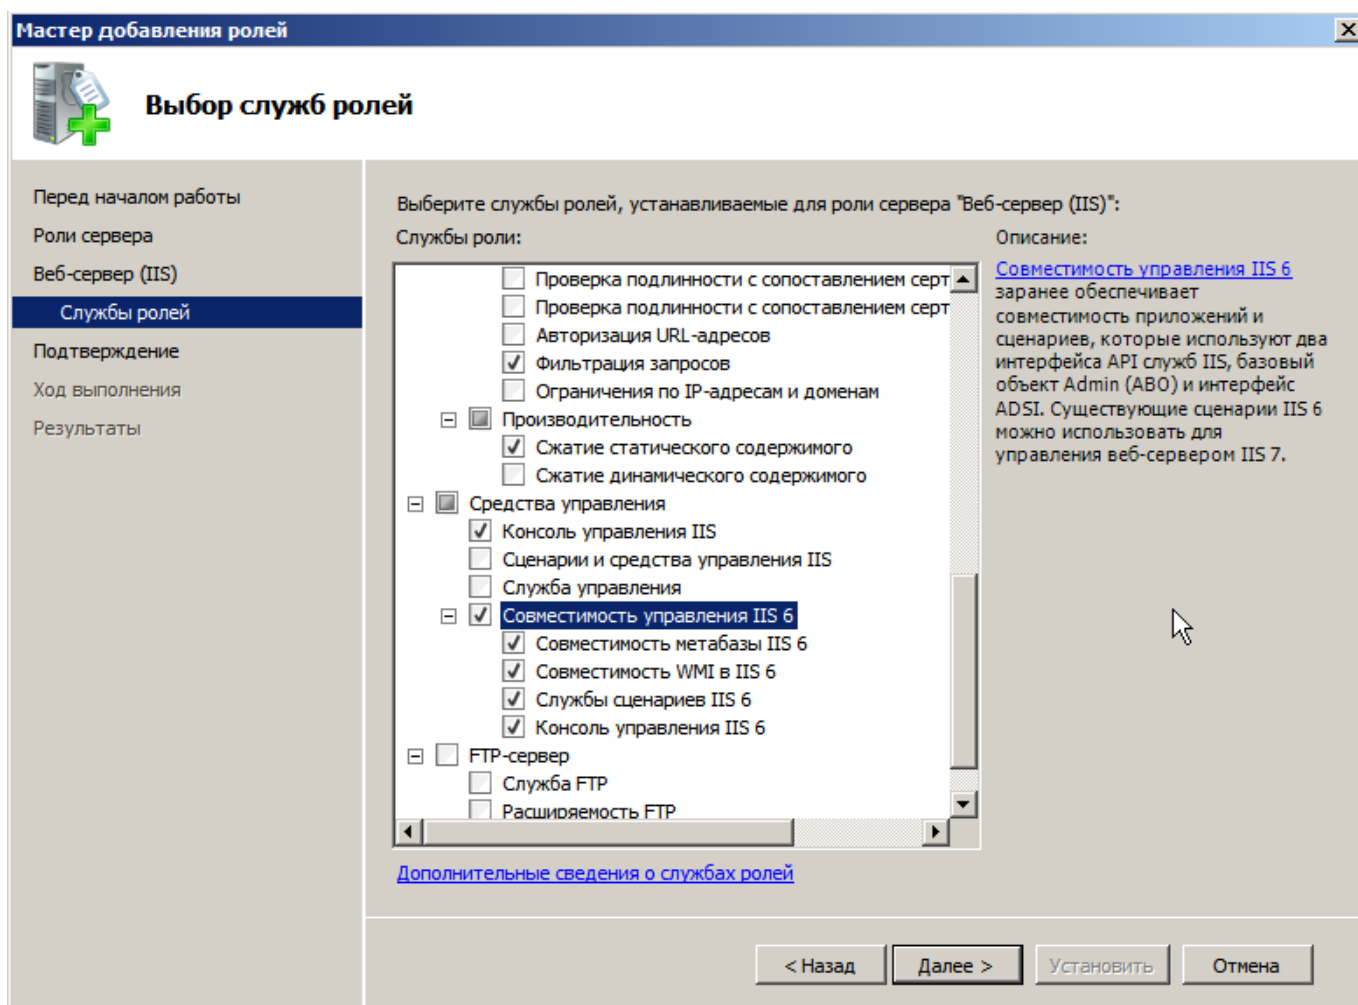 Мастер добавления ролей
Выбор служб ролей
Перед началом работы
Роли сервера
Веб-сервер (IIS)
Службы ролей
Подтверждение
Ход выполнения
Результаты
Выберите службы ролей, устанавливаемые для роли сервера "Веб-сервер (IIS)":
Службы роли:
Проверка подлинности с сопоставлением серт
Проверка подлинности с сопоставлением серт
Авторизация URL-адресов
Фильтрация запросов
Ограничения по IP-адресам и доменам
Производительность
Сжатие статического содержимого
Сжатие динамического содержимого
Средства управления
Консоль управления IIS
Сценарии и средства управления IIS
Служба управления
Совместимость управления IIS 6
Совместимость метабазы IIS 6
Совместимость WMI в IIS 6
Службы сценариев IIS 6
Консоль управления IIS 6
FTP-сервер
Служба FTP
Расширяемость FTP
Дополнительные сведения о службах ролей
Описание:
Совместимость управления IIS 6
заранее обеспечивает
совместимость приложений и
сценариев, которые используют два
интерфейса API служб IIS, базовый
объект Admin (ABO) и интерфейс
ADSI. Существующие сценарии IIS 6
можно использовать для
управления веб-сервером IIS 7.
< Назад
Далее >
Установить
Отмена